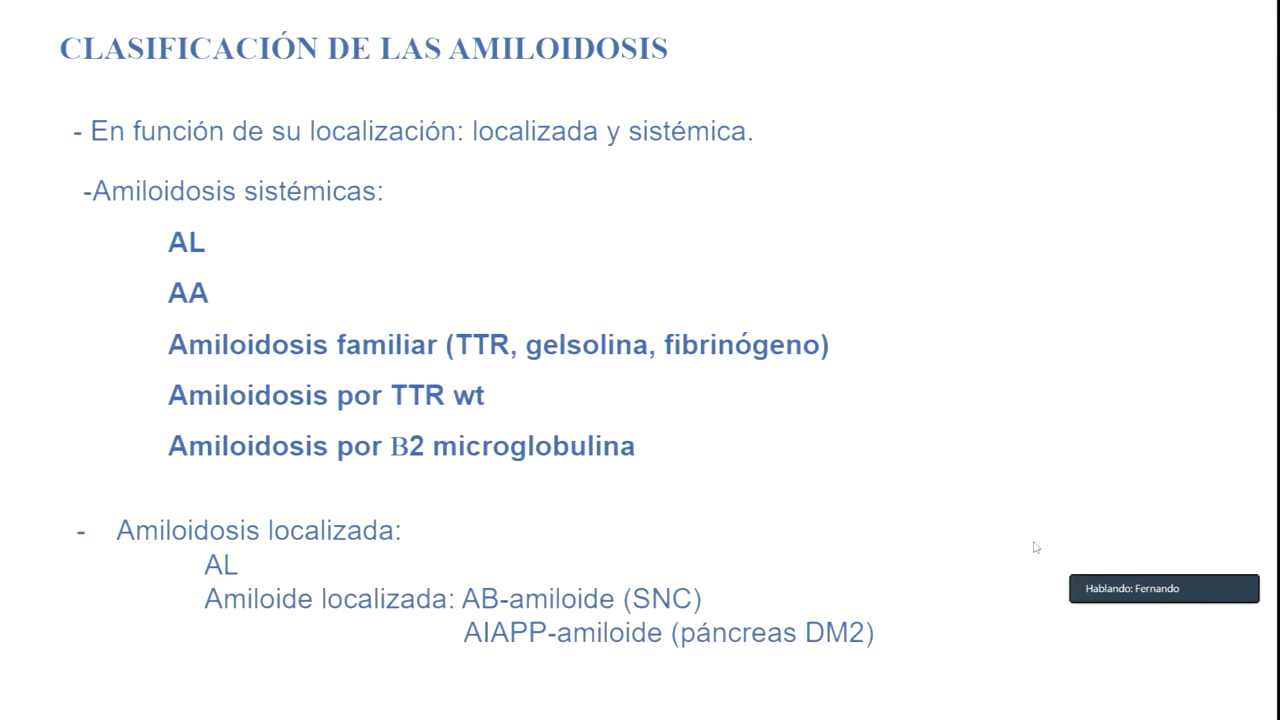 CLASIFICACIÓN DE LAS AMILOIDOSIS
- En función de su localización: localizada y sistémica.
-Amiloidosis sistémicas:
AL
AA
Amiloidosis familiar (TTR, gelsolina, fibrinógeno)
Amiloidosis por TTR wt
Amiloidosis por B2 microglobulina
- Amiloidosis localizada:
AL
Amiloide localizada: AB-amiloide (SNC)
AIAPP-amiloide (páncreas DM2)
Hablando: Fernando